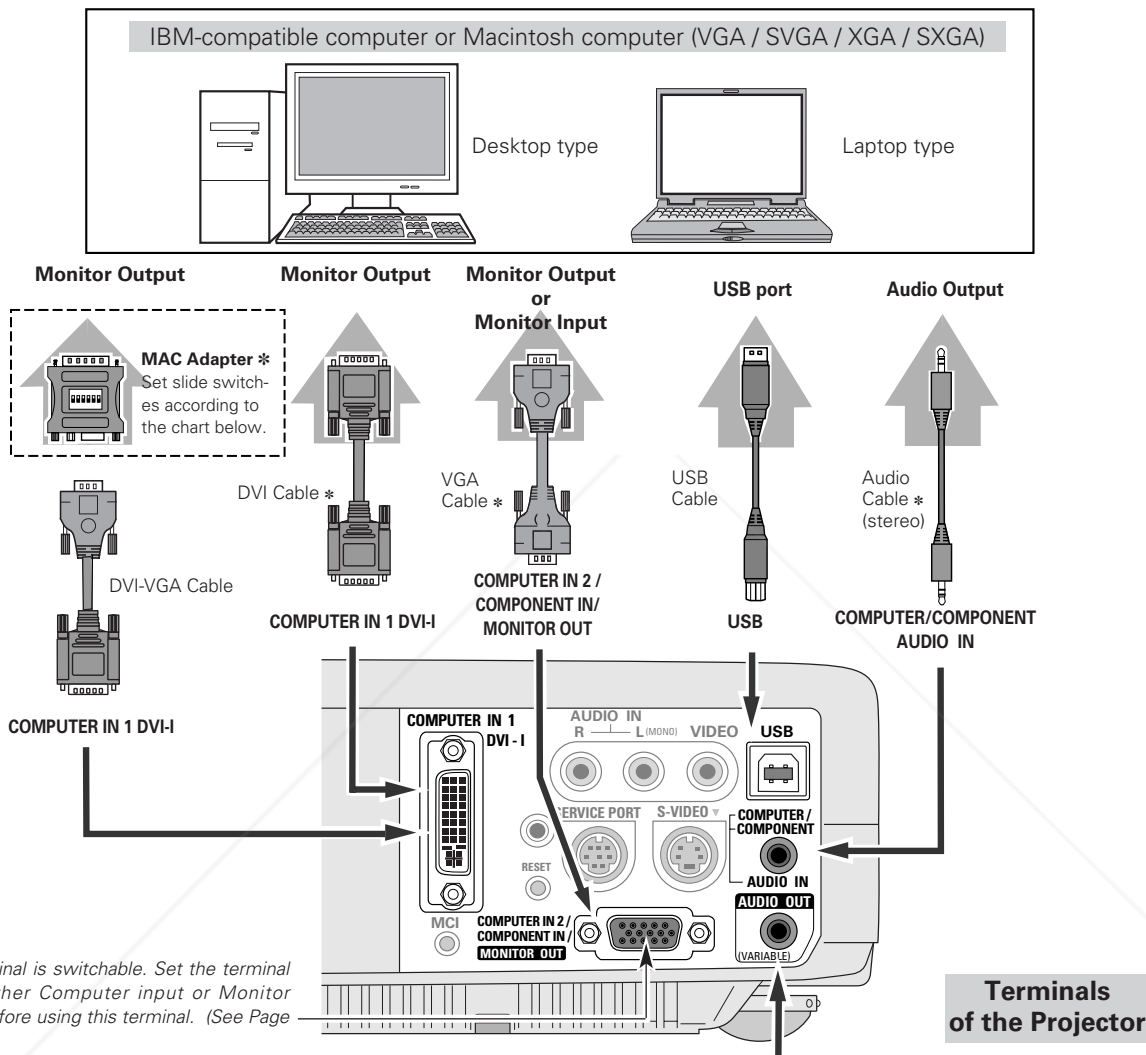 IBM-compatible computer or Macintosh computer (VGA / SVGA / XGA / SXGA)
Desktop type
Laptop type
Monitor Output
Monitor Output
Monitor Output
or
Monitor Input
USB port
Audio Output
MAC Adapter ✽
Set slide switch-
es according to
the chart below.
DVI-VGA Cable
DVI Cable ✽
VGA
Cable ✽
USB
Cable
Audio
Cable ✽
(stereo)
COMPUTER IN 1 DVI-I
COMPUTER IN 1 DVI-I
COMPUTER IN 2 /
COMPONENT IN/
MONITOR OUT
USB
COMPUTER/COMPONENT
AUDIO IN
COMPUTER IN 1
DVI - I
AUDIO IN
R
L (MONO)
VIDEO
USB
SERVICE PORT
S-VIDEO
COMPUTER /
COMPONENT
AUDIO IN
RESET
MCI
COMPUTER IN 2 /
COMPONENT IN /
MONITOR OUT
AUDIO OUT
(VARIABLE)
is switchable. Set the terminal
Computer input or Monitor
before using this terminal. (See Page
Terminals
of the Projector